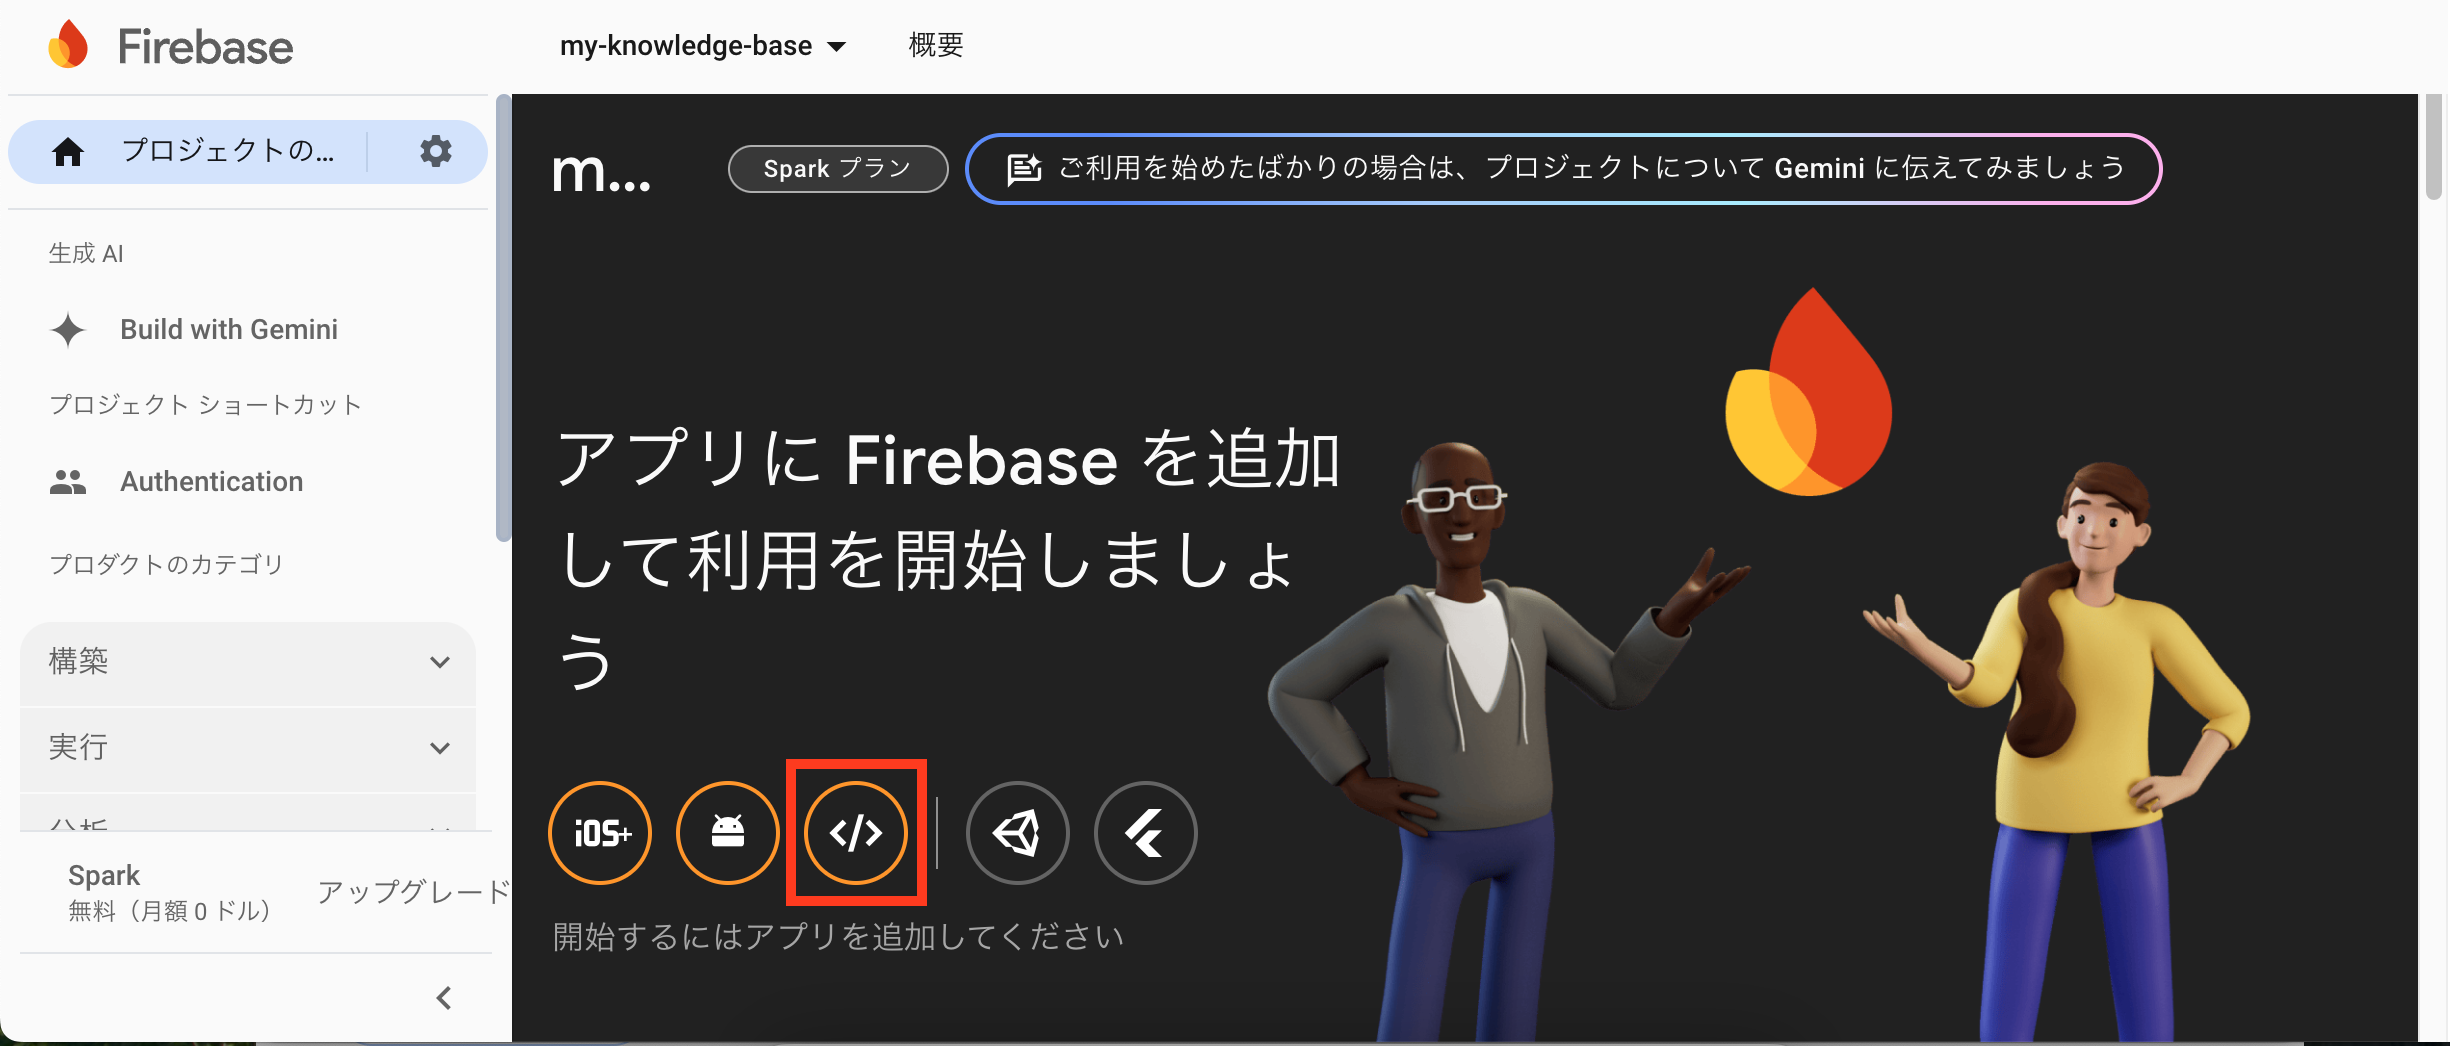 Firebase
my-knowledge-base
概要
プロジェクトの...
生成 AI
Build with Gemini
プロジェクト ショートカット
Authentication
プロダクトのカテゴリ
構築
実行
分析
Spark
無料（月額 0 ドル）
アップグレード
m...
Spark プラン
ご利用を始めたばかりの場合は、プロジェクトについて Gemini に伝えてみましょう
アプリに Firebase を追加
して利用を開始しましょ
う
iOS+
</>
開始するにはアプリを追加してください